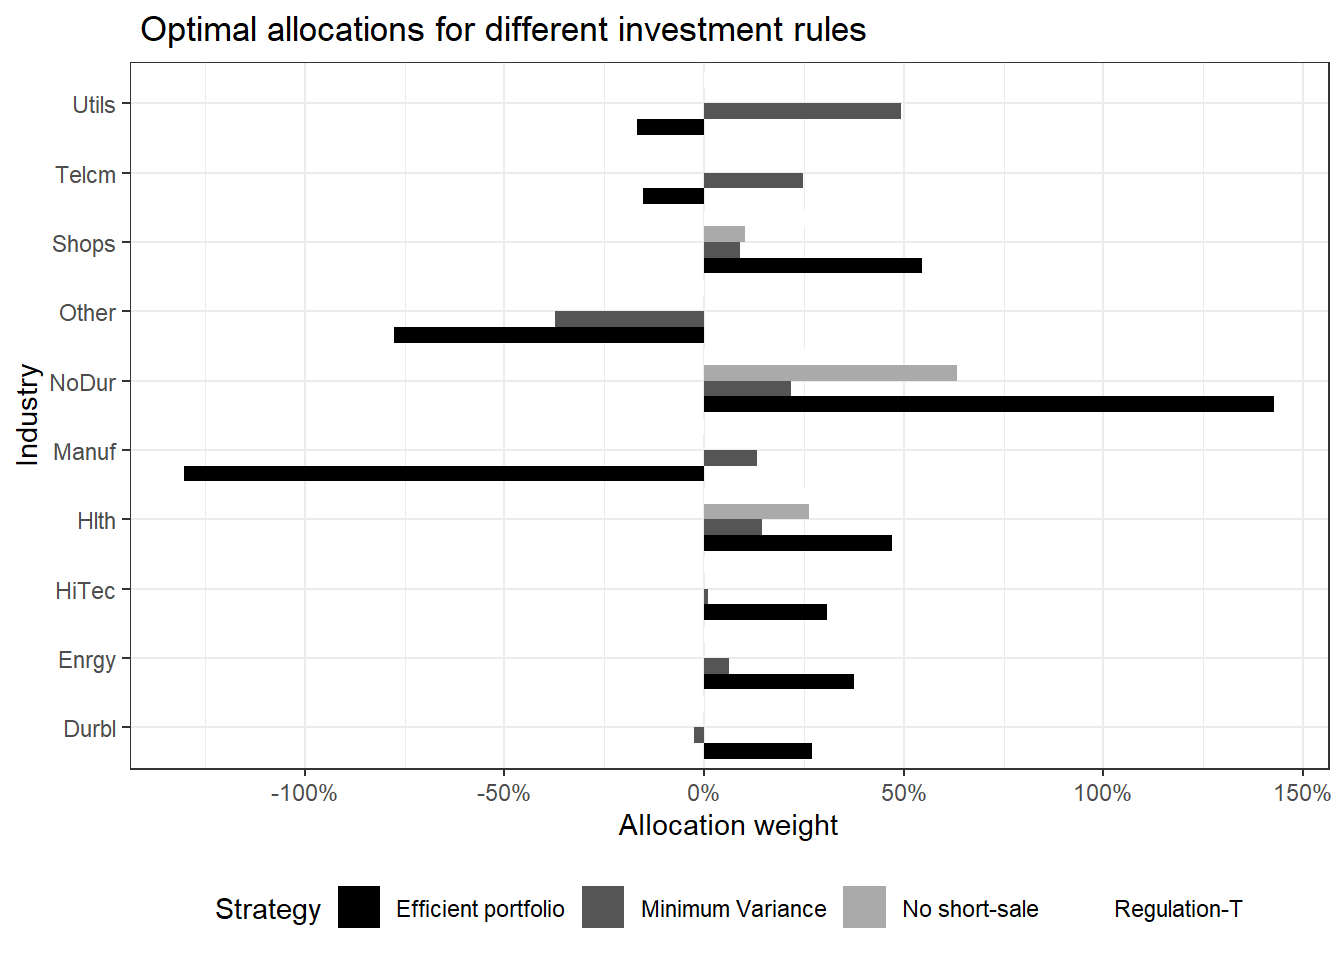 Optimal allocations for different investment rules
Industry
Utils
Telcm
Shops
Other
NoDur
Manuf
Hlth
HiTec
Enrgy
Durbl
-100% -50% 0% 50% 100% 150%
Allocation weight
Strategy Efficient portfolio Minimum Variance No short-sale Regulation-T